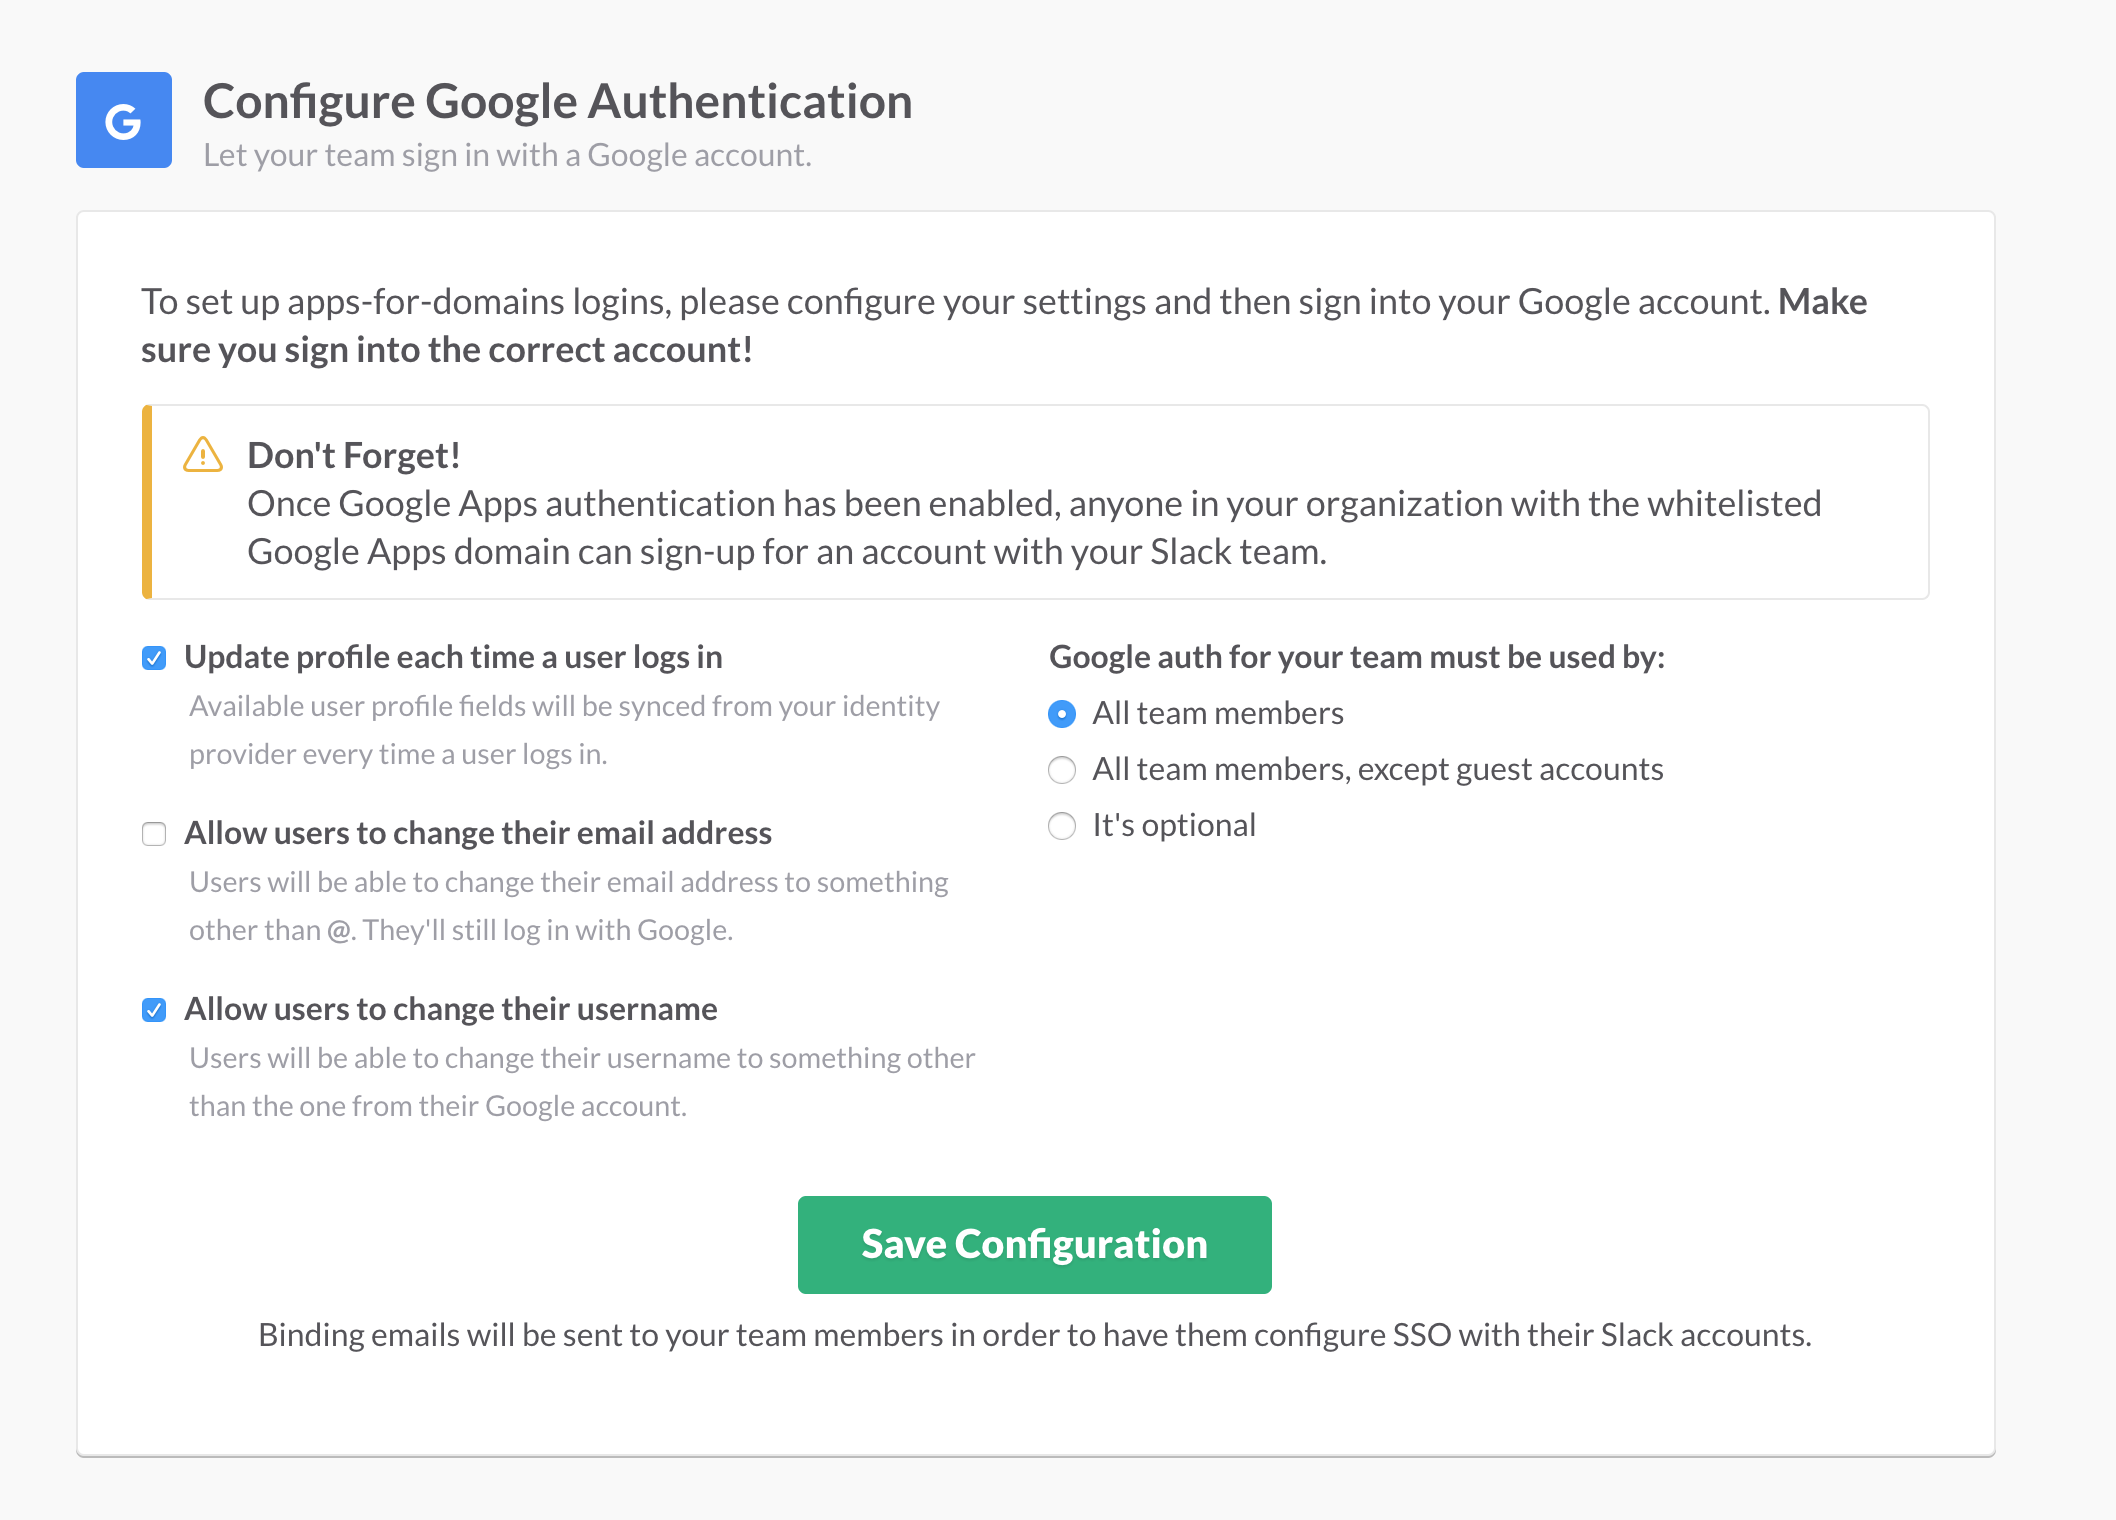 G
Configure Google Authentication
Let your team sign in with a Google account.
To set up apps-for-domains logins, please configure your settings and then sign into your Google account. Make
sure you sign into the correct account!
Don't Forget!
Once Google Apps authentication has been enabled, anyone in your organization with the whitelisted
Google Apps domain can sign-up for an account with your Slack team.
Update profile each time a user logs in
Available user profile fields will be synced from your identity
provider every time a user logs in.
Allow users to change their email address
Users will be able to change their email address to something
other than @. They'll still log in with Google.
Allow users to change their username
Users will be able to change their username to something other
than the one from their Google account.
Google auth for your team must be used by:
All team members
All team members, except guest accounts
It's optional
Save Configuration
Binding emails will be sent to your team members in order to have them configure SSO with their Slack accounts.